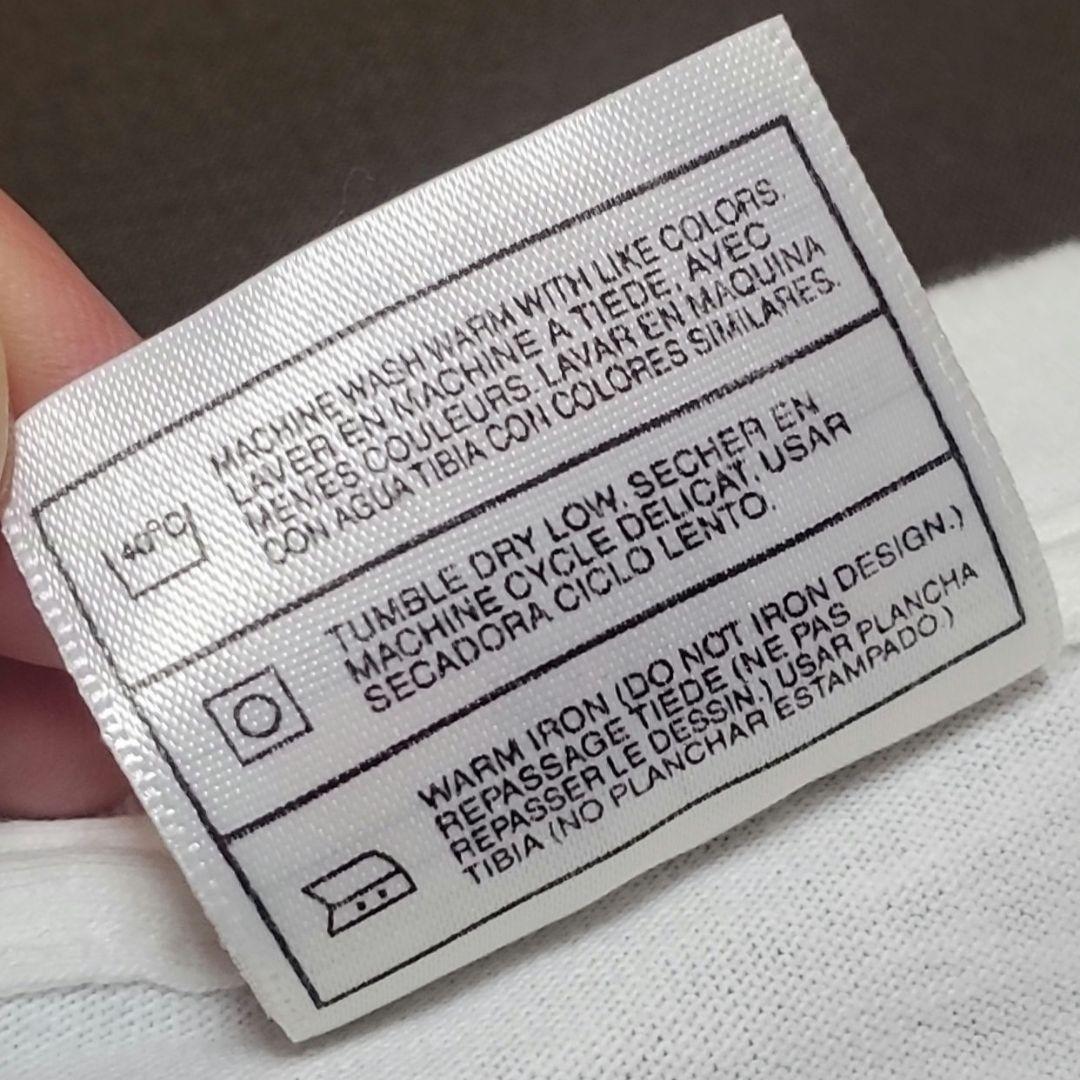 MACHINE WASH WARM WITH LIKE COLORS.
LAVER EN MACHINE A TIEDE, AVEC
MEMES COULEURS. LAVAR EN MAQUINA
CON AGUA TIBIA CON COLORES SIMILARES.
40°C
TUMBLE DRY LOW. SECHER EN
MACHINE CYCLE DELICAT. USAR
SECADORA CICLO LENTO.
WARM IRON (DO NOT IRON DESIGN.)
REPASSAGE TIEDE (NE PAS
REPASSER LE DESSIN.) USAR PLANCHA
TIBIA (NO PLANCHAR ESTAMPADO.)